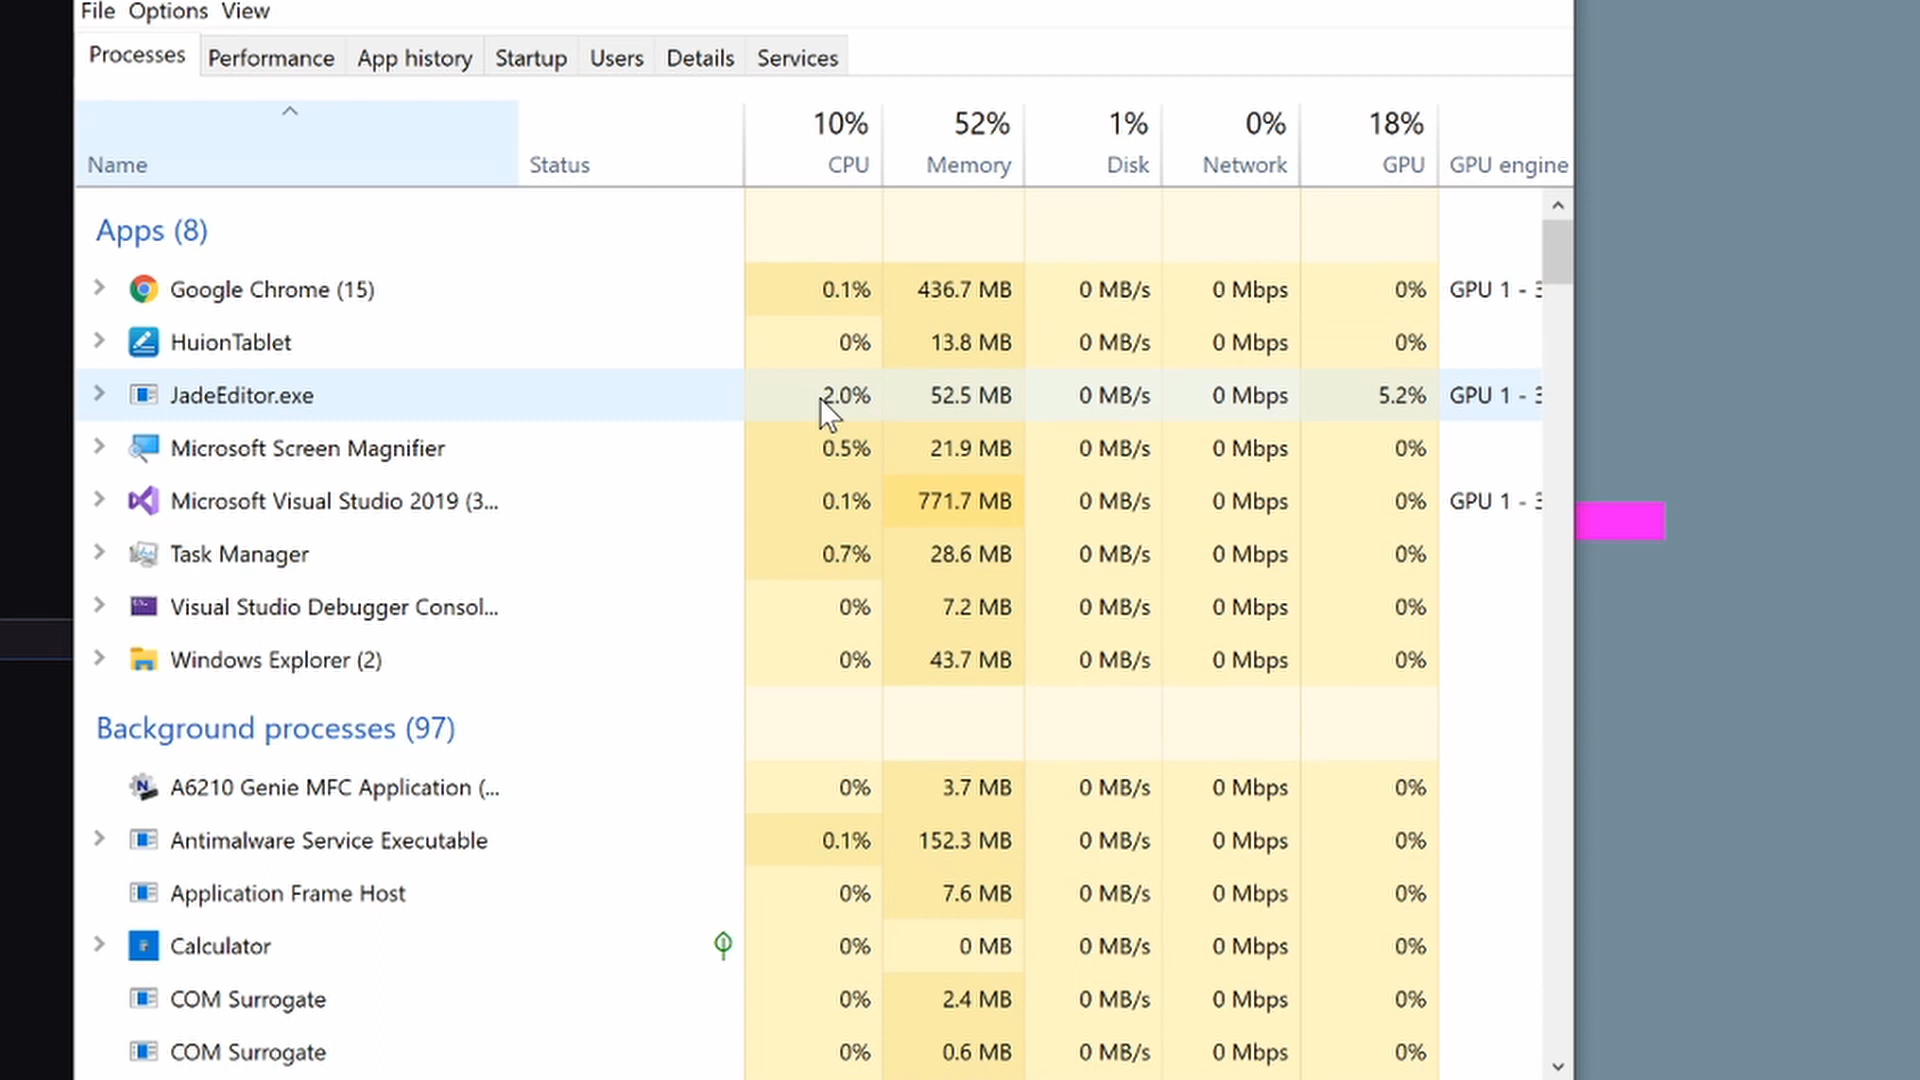 File Options View
Processes Performance App history Startup Users Details Services
10% 52% 1% 0% 18%
Name Status CPU Memory Disk Network GPU GPU engine
Apps (8)
Google Chrome (15) 0.1% 436.7 MB 0 MB/s 0 Mbps 0% GPU 1 - 3
HuionTablet 0% 13.8 MB 0 MB/s 0 Mbps 0%
JadeEditor.exe 2.0% 52.5 MB 0 MB/s 0 Mbps 5.2% GPU 1 - 3
Microsoft Screen Magnifier 0.5% 21.9 MB 0 MB/s 0 Mbps 0%
Microsoft Visual Studio 2019 (3... 0.1% 771.7 MB 0 MB/s 0 Mbps 0% GPU 1 - 3
Task Manager 0.7% 28.6 MB 0 MB/s 0 Mbps 0%
Visual Studio Debugger Consol... 0% 7.2 MB 0 MB/s 0 Mbps 0%
Windows Explorer (2) 0% 43.7 MB 0 MB/s 0 Mbps 0%
Background processes (97)
A6210 Genie MFC Application (... 0% 3.7 MB 0 MB/s 0 Mbps 0%
Antimalware Service Executable 0.1% 152.3 MB 0 MB/s 0 Mbps 0%
Application Frame Host 0% 7.6 MB 0 MB/s 0 Mbps 0%
Calculator 0% 0 MB 0 MB/s 0 Mbps 0%
COM Surrogate 0% 2.4 MB 0 MB/s 0 Mbps 0%
COM Surrogate 0% 0.6 MB 0 MB/s 0 Mbps 0%